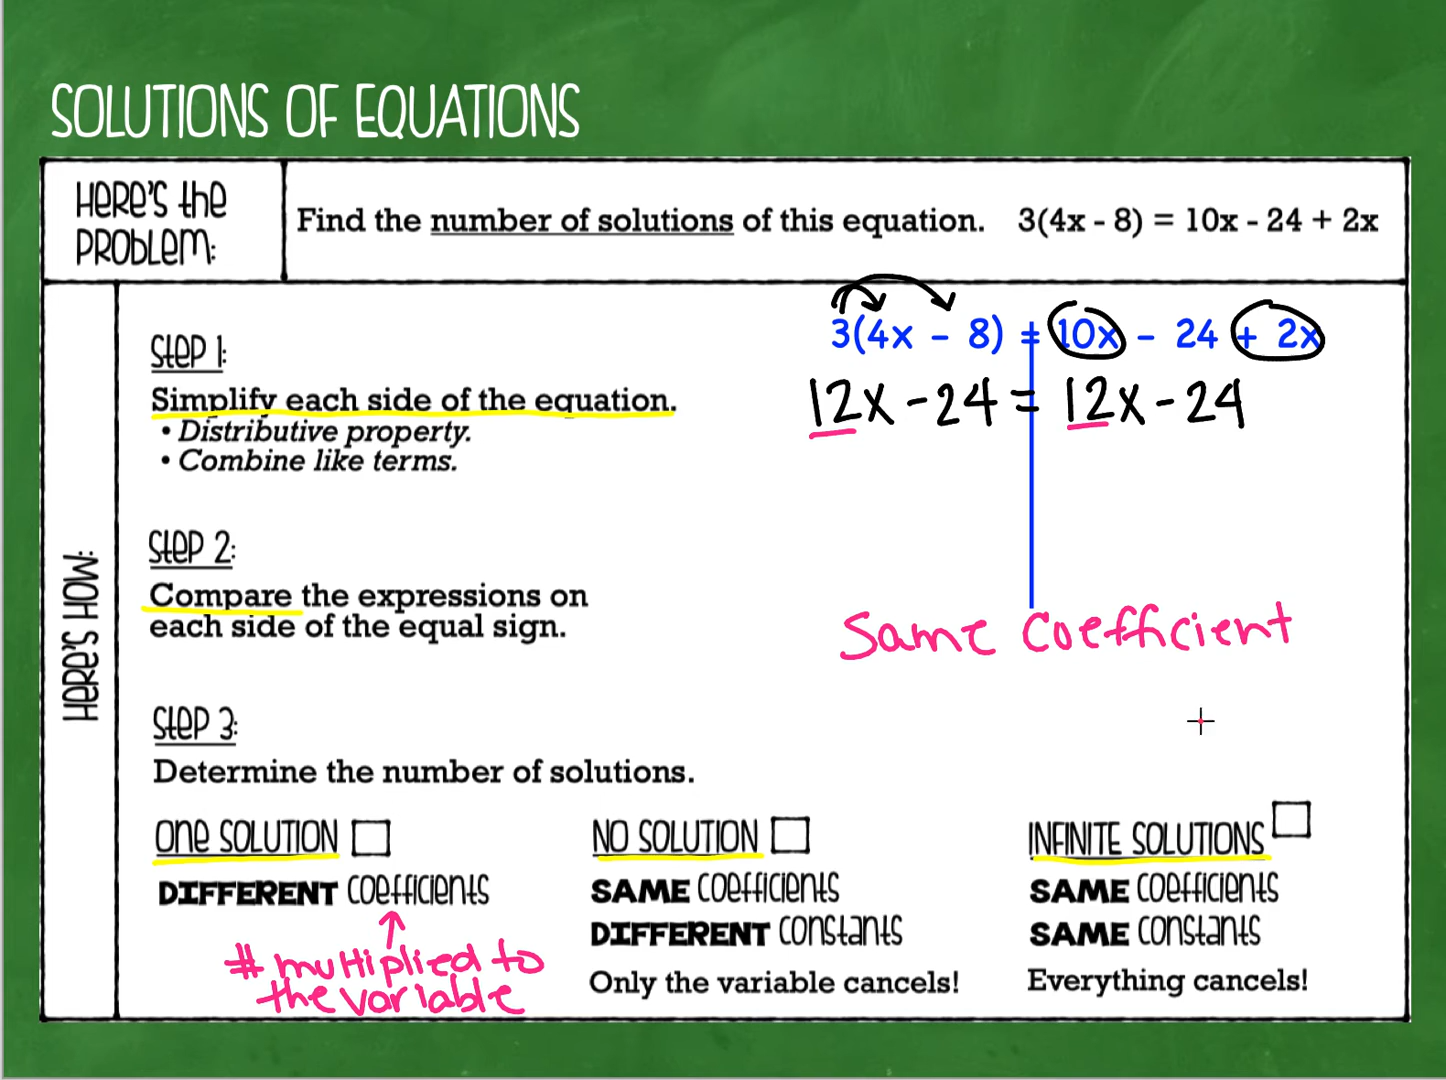 SOLUTIONS OF EQUATIONS
HERE'S the PROBLEM:
Find the number of solutions of this equation. 3(4x - 8) = 10x - 24 + 2x
HERE'S HOW:
3(4x - 8) = 10x - 24 + 2x
12x - 24 = 12x - 24
Step 1:
Simplify each side of the equation.
• Distributive property.
• Combine like terms.
Step 2:
Compare the expressions on
each side of the equal sign.
Same Coefficient
Step 3:
Determine the number of solutions.
One SOLUTION
DIFFERENT coefficients
# multiplied to
the variable
NO SOLUTION
SAME coefficients
DIFFERENT constants
Only the variable cancels!
INFINITE SOLUTIONS
SAME coefficients
SAME constants
Everything cancels!